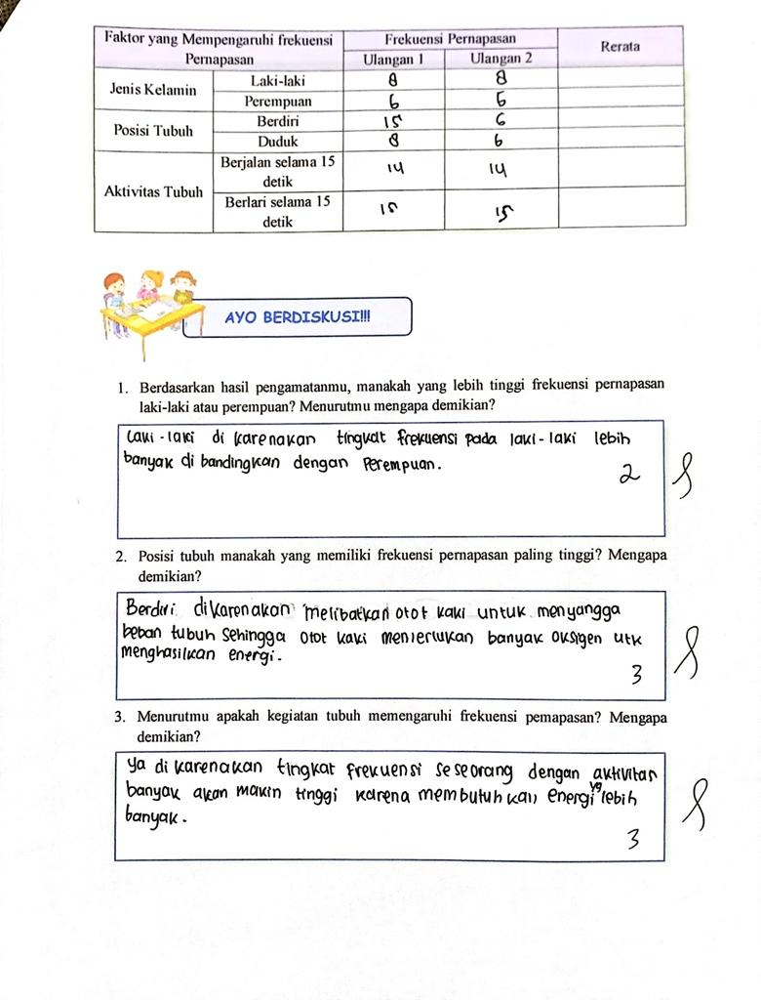 Faktor yang Mempengaruhi frekuensi Pernapasan | Frekuensi Pernapasan | Rerata
Ulangan 1 | Ulangan 2
Jenis Kelamin | Laki-laki | 8 | 8
Perempuan | 6 | 6
Posisi Tubuh | Berdiri | 15 | 6
Duduk | 8 | 6
Aktivitas Tubuh | Berjalan selama 15 detik | 14 | 14
Berlari selama 15 detik | 15 | 15
AYO BERDISKUSI!!!
1. Berdasarkan hasil pengamatanmu, manakah yang lebih tinggi frekuensi pernapasan
laki-laki atau perempuan? Menurutmu mengapa demikian?
Laki-laki di karenakan tingkat frekuensi pada laki-laki lebih
banyak di bandingkan dengan Perempuan.
2
2. Posisi tubuh manakah yang memiliki frekuensi pernapasan paling tinggi? Mengapa
demikian?
Berdiri dikarenakan melibatkan otot kaki untuk menyangga
beban tubuh sehingga otot kaki memerlukan banyak oksigen utk
menghasilkan energi.
3
3. Menurutmu apakah kegiatan tubuh memengaruhi frekuensi pernapasan? Mengapa
demikian?
Ya di karenakan tingkat frekuensi seseorang dengan aktivitas
banyak akan makin tinggi karena membutuhkan energi yg lebih
banyak.
3